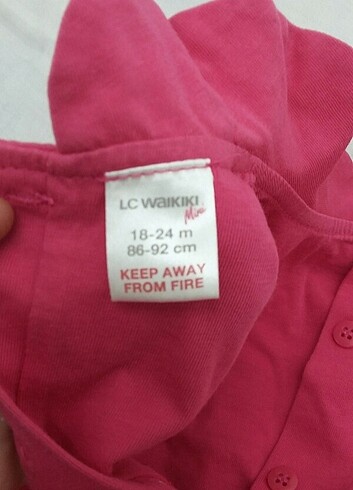 LC WAIKIKI
Mini
18-24 m
86-92 cm
KEEP AWAY
FROM FIRE